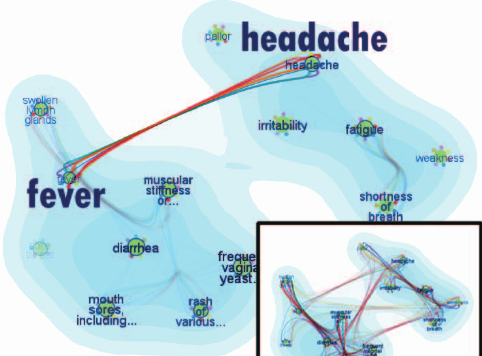 pallor
headache
headache
swollen
lymph
glands
irritability
fatigue
weakness
fever
fever
muscular
stiffness
or...
shortness
of
breath
diarrhea
freque
vagina
yeast...
mouth
sores,
including...
rash
of
various...
headache
irritability
fatigue
muscular
stiffness
shortness
of
breath
diarrhea
frequent
vaginal